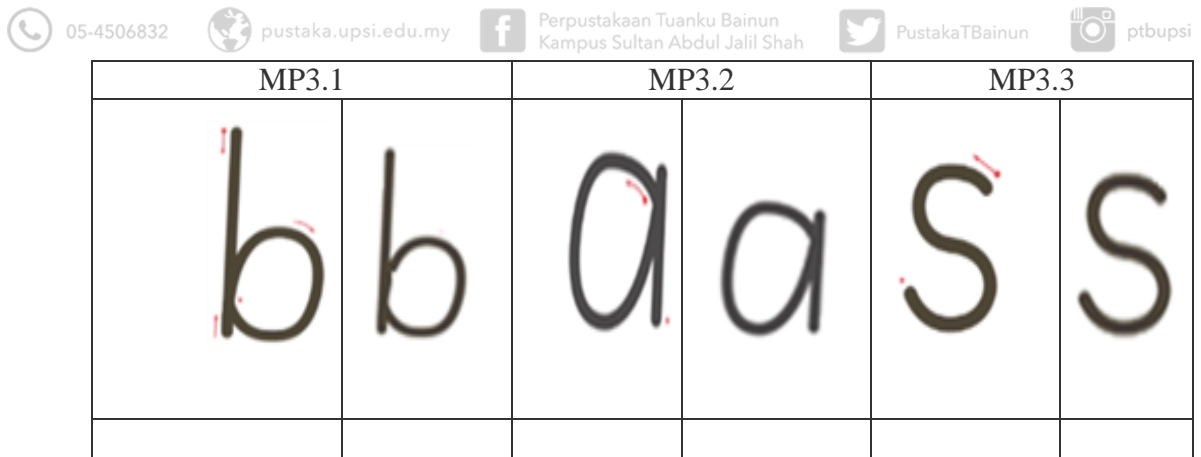 05-4506832 pustaka.upsi.edu.my Perpustakaan Tuanku Bainun
Kampus Sultan Abdul Jalil Shah PustakaTBainun ptbupsi
MP3.1 MP3.2 MP3.3
b b a a s s